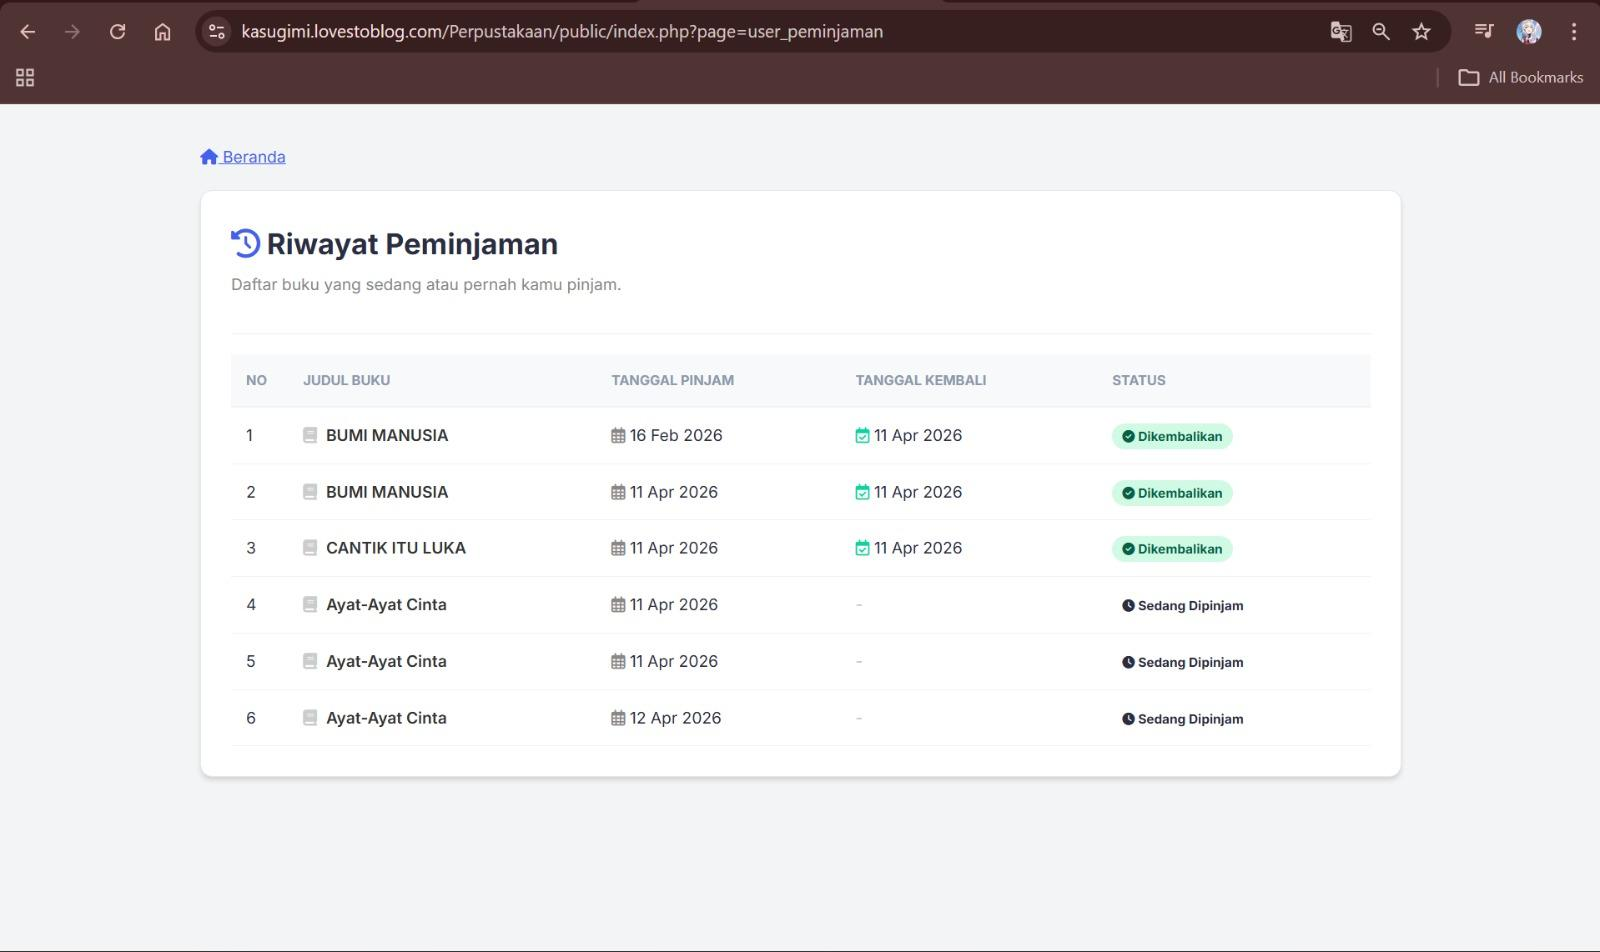 kasugimi.lovestoblog.com/Perpustakaan/public/index.php?page=user_peminjaman
All Bookmarks
Beranda
Riwayat Peminjaman
Daftar buku yang sedang atau pernah kamu pinjam.
NO JUDUL BUKU TANGGAL PINJAM TANGGAL KEMBALI STATUS
1 BUMI MANUSIA 16 Feb 2026 11 Apr 2026 Dikembalikan
2 BUMI MANUSIA 11 Apr 2026 11 Apr 2026 Dikembalikan
3 CANTIK ITU LUKA 11 Apr 2026 11 Apr 2026 Dikembalikan
4 Ayat-Ayat Cinta 11 Apr 2026 - Sedang Dipinjam
5 Ayat-Ayat Cinta 11 Apr 2026 - Sedang Dipinjam
6 Ayat-Ayat Cinta 12 Apr 2026 - Sedang Dipinjam